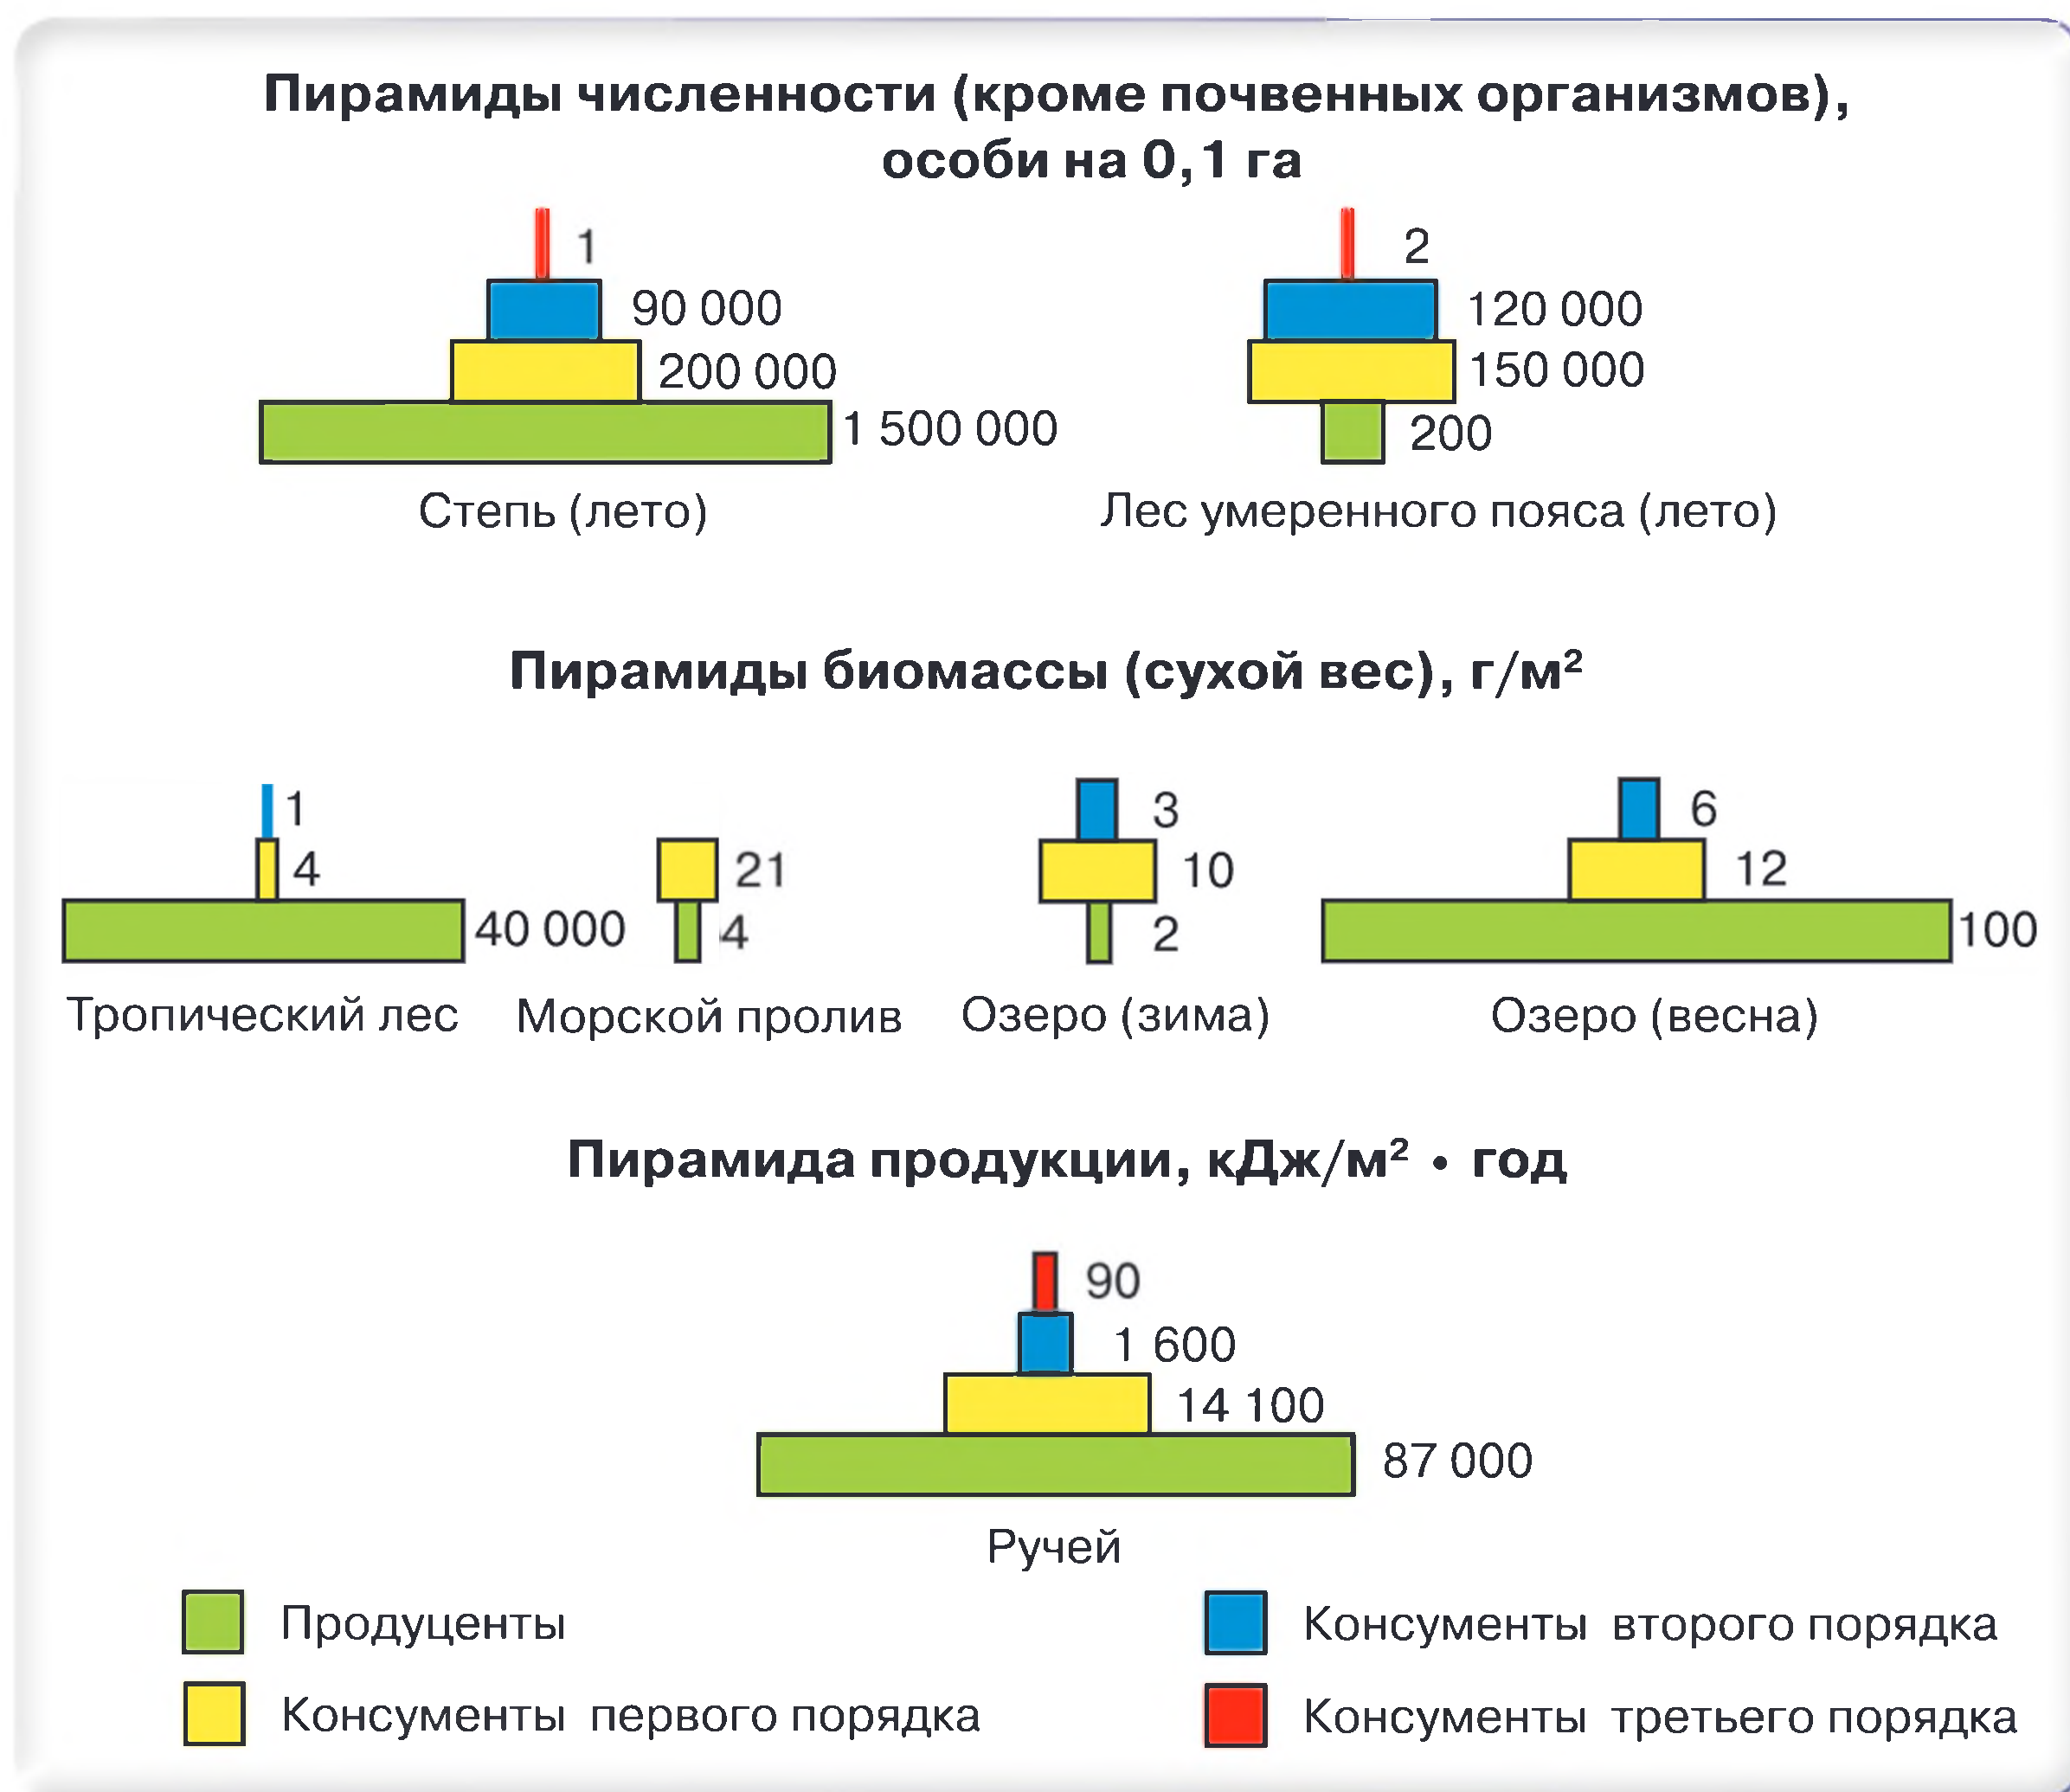 Пирамиды численности (кроме почвенных организмов),
особи на 0,1 га
1
90 000
200 000
1 500 000
Степь (лето)
2
120 000
150 000
200
Лес умеренного пояса (лето)
Пирамиды биомассы (сухой вес), г/м²
1
4
40 000
Тропический лес
21
4
Морской пролив
3
10
2
Озеро (зима)
6
12
100
Озеро (весна)
Пирамида продукции, кДж/м² • год
90
1 600
14 100
87 000
Ручей
Продуценты
Консументы первого порядка
Консументы второго порядка
Консументы третьего порядка